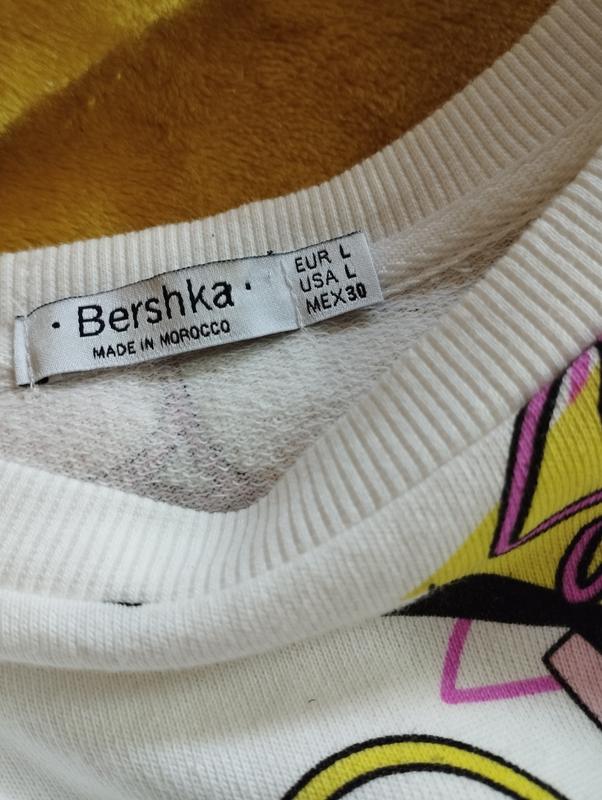 · Bershka ·
MADE IN MOROCCO
EUR L
USA L
MEX 30